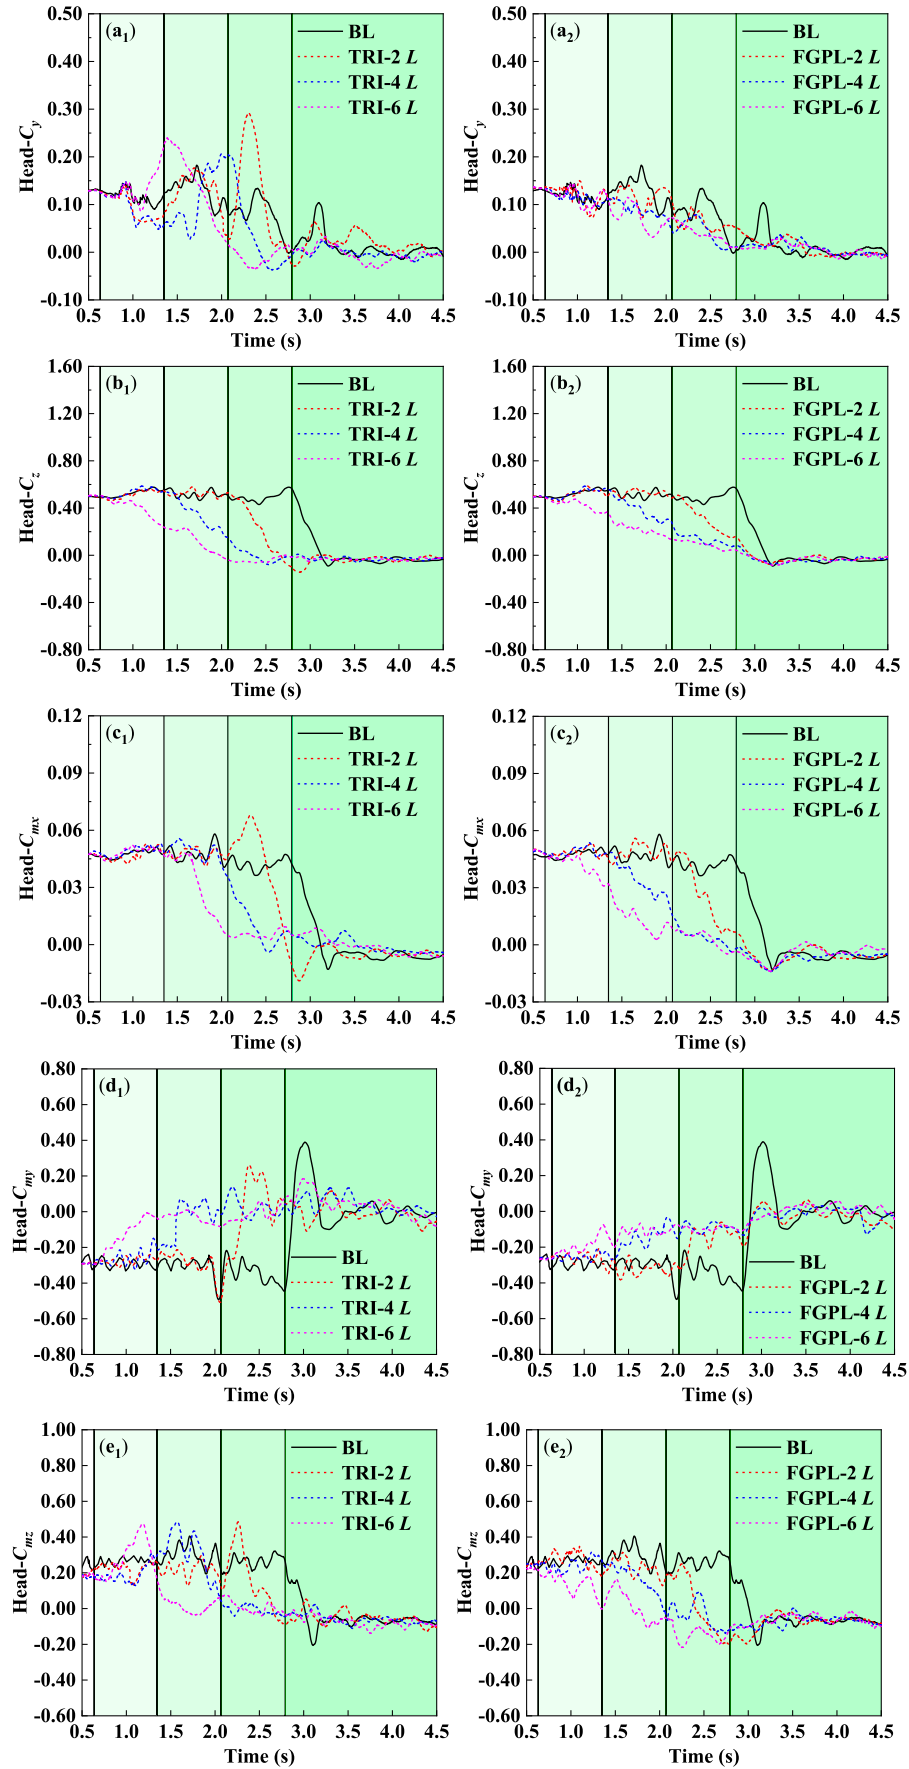 (a1)
BL
TRI-2 L
TRI-4 L
TRI-6 L
0.50
0.40
0.30
0.20
0.10
0.00
-0.10
Head-Cy
0.5 1.0 1.5 2.0 2.5 3.0 3.5 4.0 4.5
Time (s)
(a2)
BL
FGPL-2 L
FGPL-4 L
FGPL-6 L
0.50
0.40
0.30
0.20
0.10
0.00
-0.10
Head-Cy
0.5 1.0 1.5 2.0 2.5 3.0 3.5 4.0 4.5
Time (s)
(b1)
BL
TRI-2 L
TRI-4 L
TRI-6 L
1.60
1.20
0.80
0.40
0.00
-0.40
-0.80
Head-Cz
0.5 1.0 1.5 2.0 2.5 3.0 3.5 4.0 4.5
Time (s)
(b2)
BL
FGPL-2 L
FGPL-4 L
FGPL-6 L
1.60
1.20
0.80
0.40
0.00
-0.40
-0.80
Head-Cz
0.5 1.0 1.5 2.0 2.5 3.0 3.5 4.0 4.5
Time (s)
(c1)
BL
TRI-2 L
TRI-4 L
TRI-6 L
0.12
0.09
0.06
0.03
0.00
-0.03
Head-Cmx
0.5 1.0 1.5 2.0 2.5 3.0 3.5 4.0 4.5
Time (s)
(c2)
BL
FGPL-2 L
FGPL-4 L
FGPL-6 L
0.12
0.09
0.06
0.03
0.00
-0.03
Head-Cmx
0.5 1.0 1.5 2.0 2.5 3.0 3.5 4.0 4.5
Time (s)
(d1)
BL
TRI-2 L
TRI-4 L
TRI-6 L
0.80
0.60
0.40
0.20
0.00
-0.20
-0.40
-0.60
-0.80
Head-Cmy
0.5 1.0 1.5 2.0 2.5 3.0 3.5 4.0 4.5
Time (s)
(d2)
BL
FGPL-2 L
FGPL-4 L
FGPL-6 L
0.80
0.60
0.40
0.20
0.00
-0.20
-0.40
-0.60
-0.80
Head-Cmy
0.5 1.0 1.5 2.0 2.5 3.0 3.5 4.0 4.5
Time (s)
(e1)
BL
TRI-2 L
TRI-4 L
TRI-6 L
1.00
0.80
0.60
0.40
0.20
0.00
-0.20
-0.40
-0.60
Head-Cmz
0.5 1.0 1.5 2.0 2.5 3.0 3.5 4.0 4.5
Time (s)
(e2)
BL
FGPL-2 L
FGPL-4 L
FGPL-6 L
1.00
0.80
0.60
0.40
0.20
0.00
-0.20
-0.40
-0.60
Head-Cmz
0.5 1.0 1.5 2.0 2.5 3.0 3.5 4.0 4.5
Time (s)